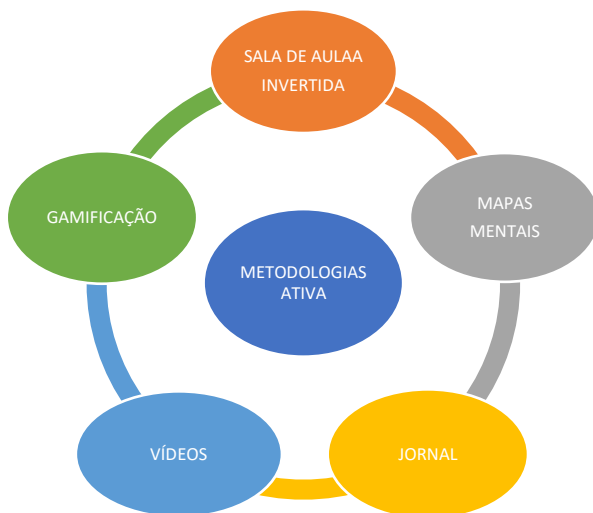 SALA DE AULAA
INVERTIDA
MAPAS
MENTAIS
JORNAL
VÍDEOS
GAMIFICAÇÃO
METODOLOGIAS
ATIVA